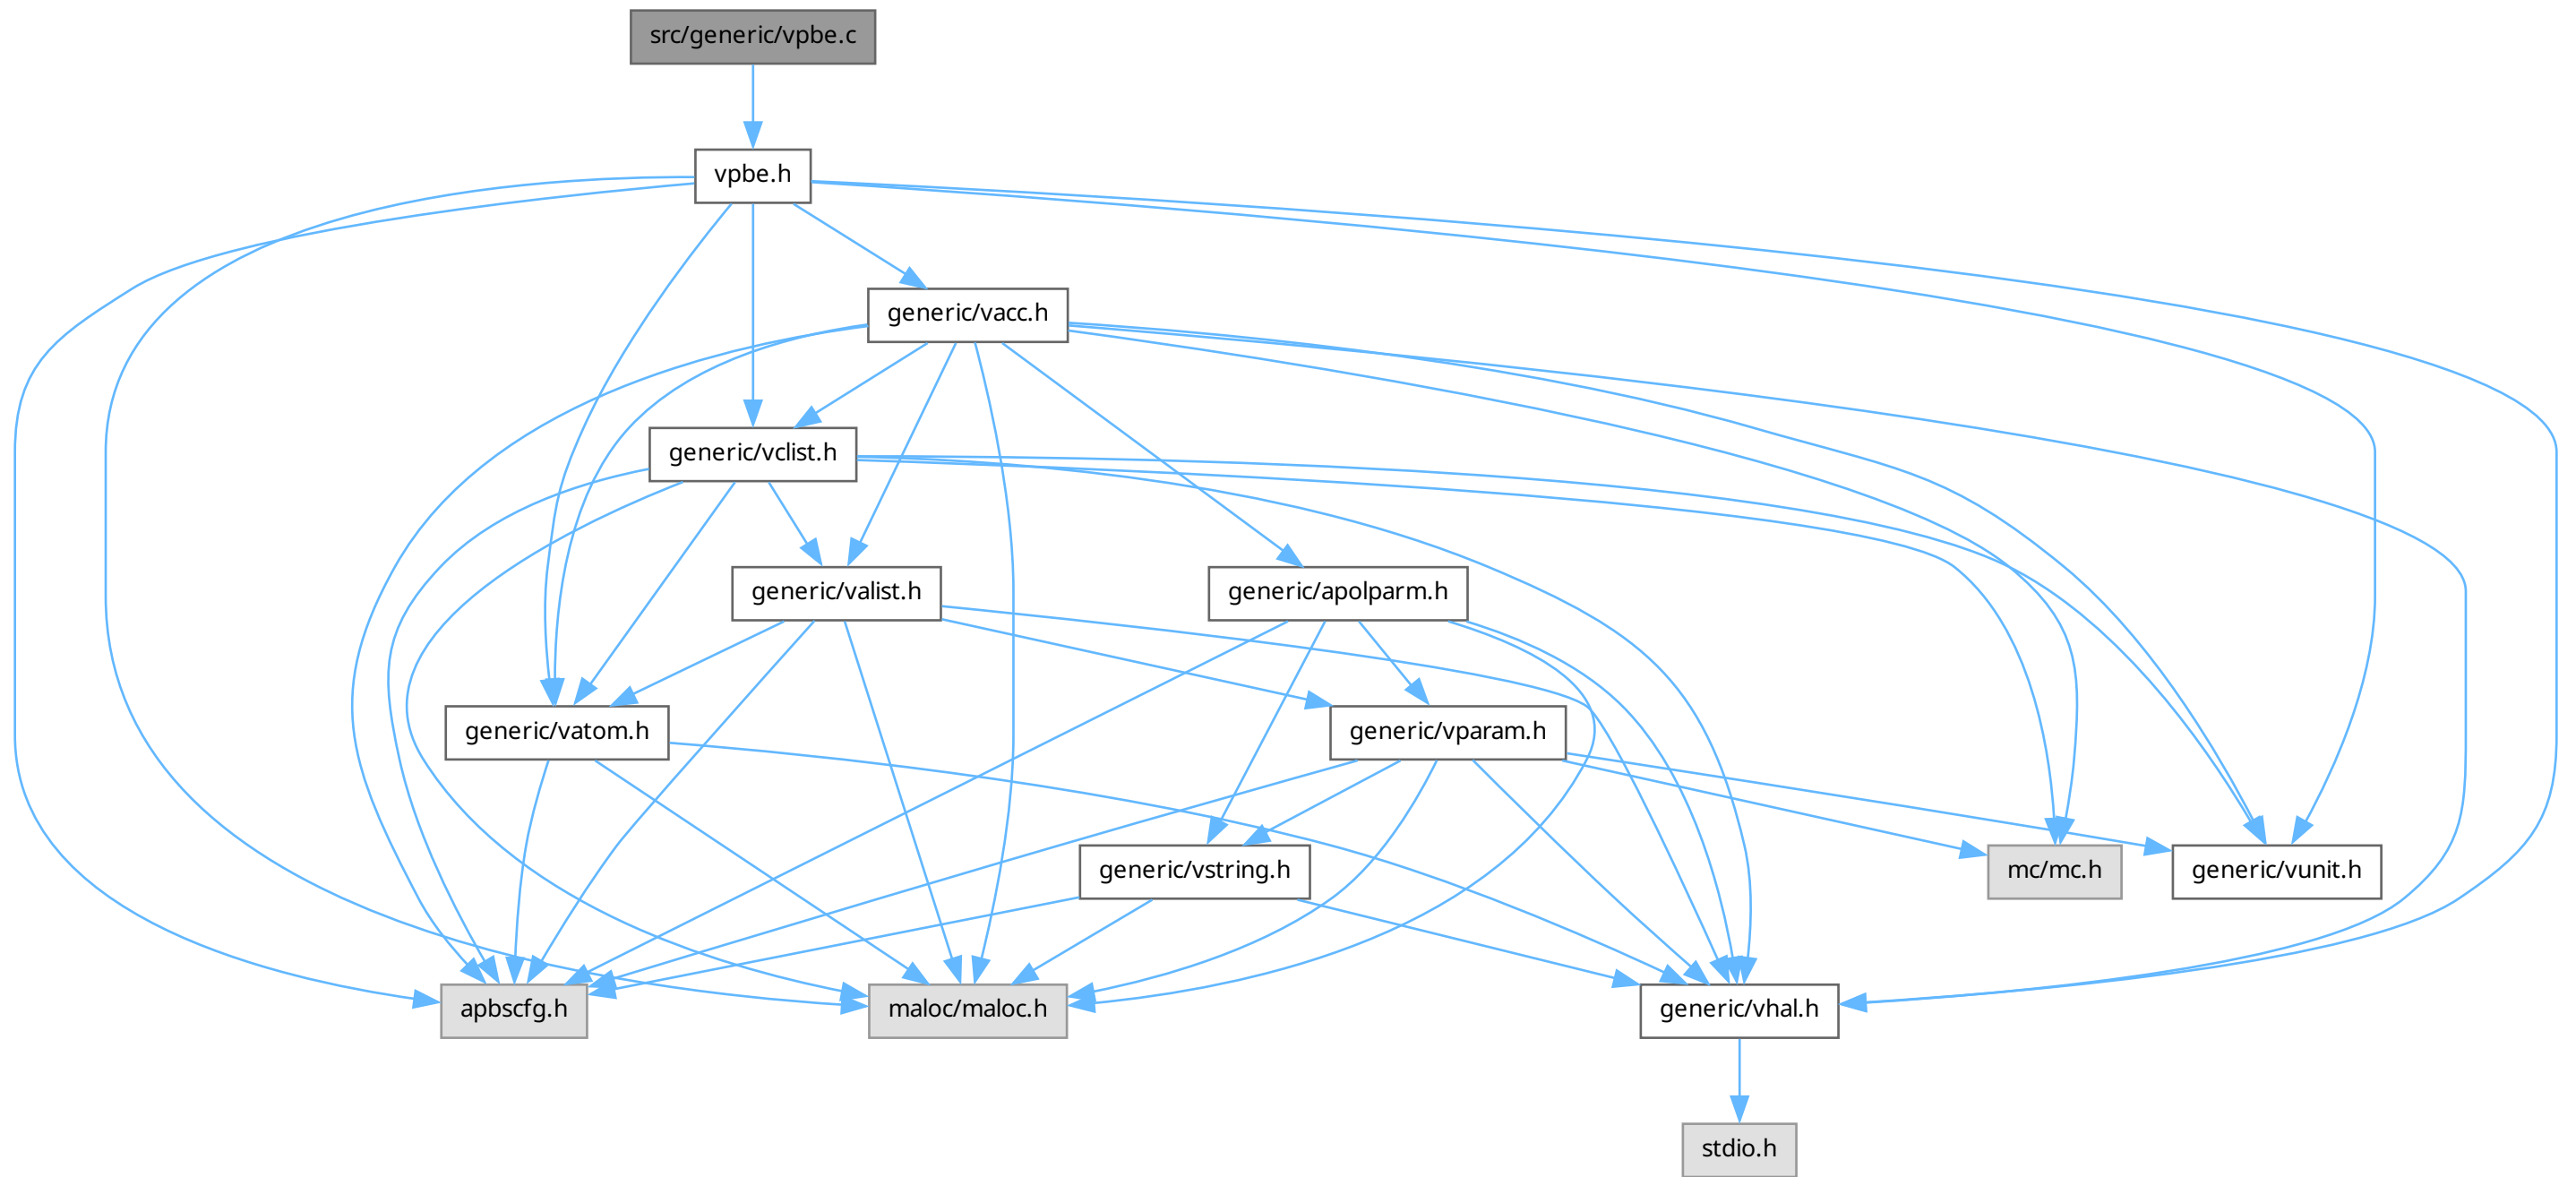 src/generic/vpbe.c
vpbe.h
generic/vacc.h
generic/vclist.h
generic/valist.h
generic/apolparm.h
generic/vatom.h
generic/vparam.h
generic/vstring.h
mc/mc.h
generic/vunit.h
apbscfg.h
maloc/maloc.h
generic/vhal.h
stdio.h